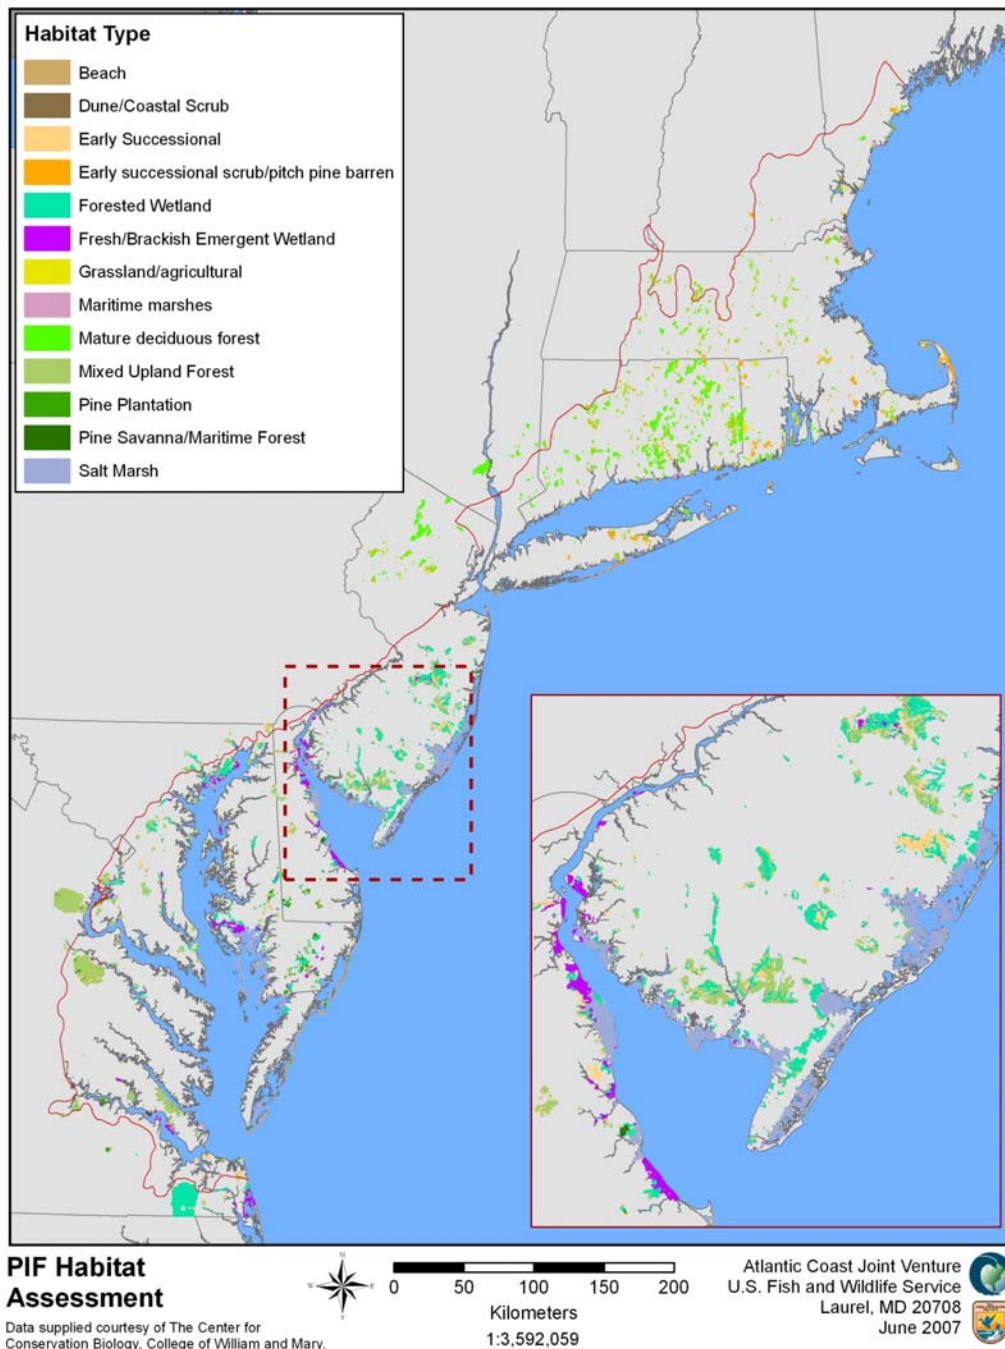 Habitat Type
Beach
Dune/Coastal Scrub
Early Successional
Early successional scrub/pitch pine barren
Forested Wetland
Fresh/Brackish Emergent Wetland
Grassland/agricultural
Maritime marshes
Mature deciduous forest
Mixed Upland Forest
Pine Plantation
Pine Savanna/Maritime Forest
Salt Marsh
PIF Habitat
Assessment
Data supplied courtesy of The Center for
Conservation Biology, College of William and Mary.
N
W E
S
0 50 100 150 200
Kilometers
1:3,592,059
Atlantic Coast Joint Venture
U.S. Fish and Wildlife Service
Laurel, MD 20708
June 2007